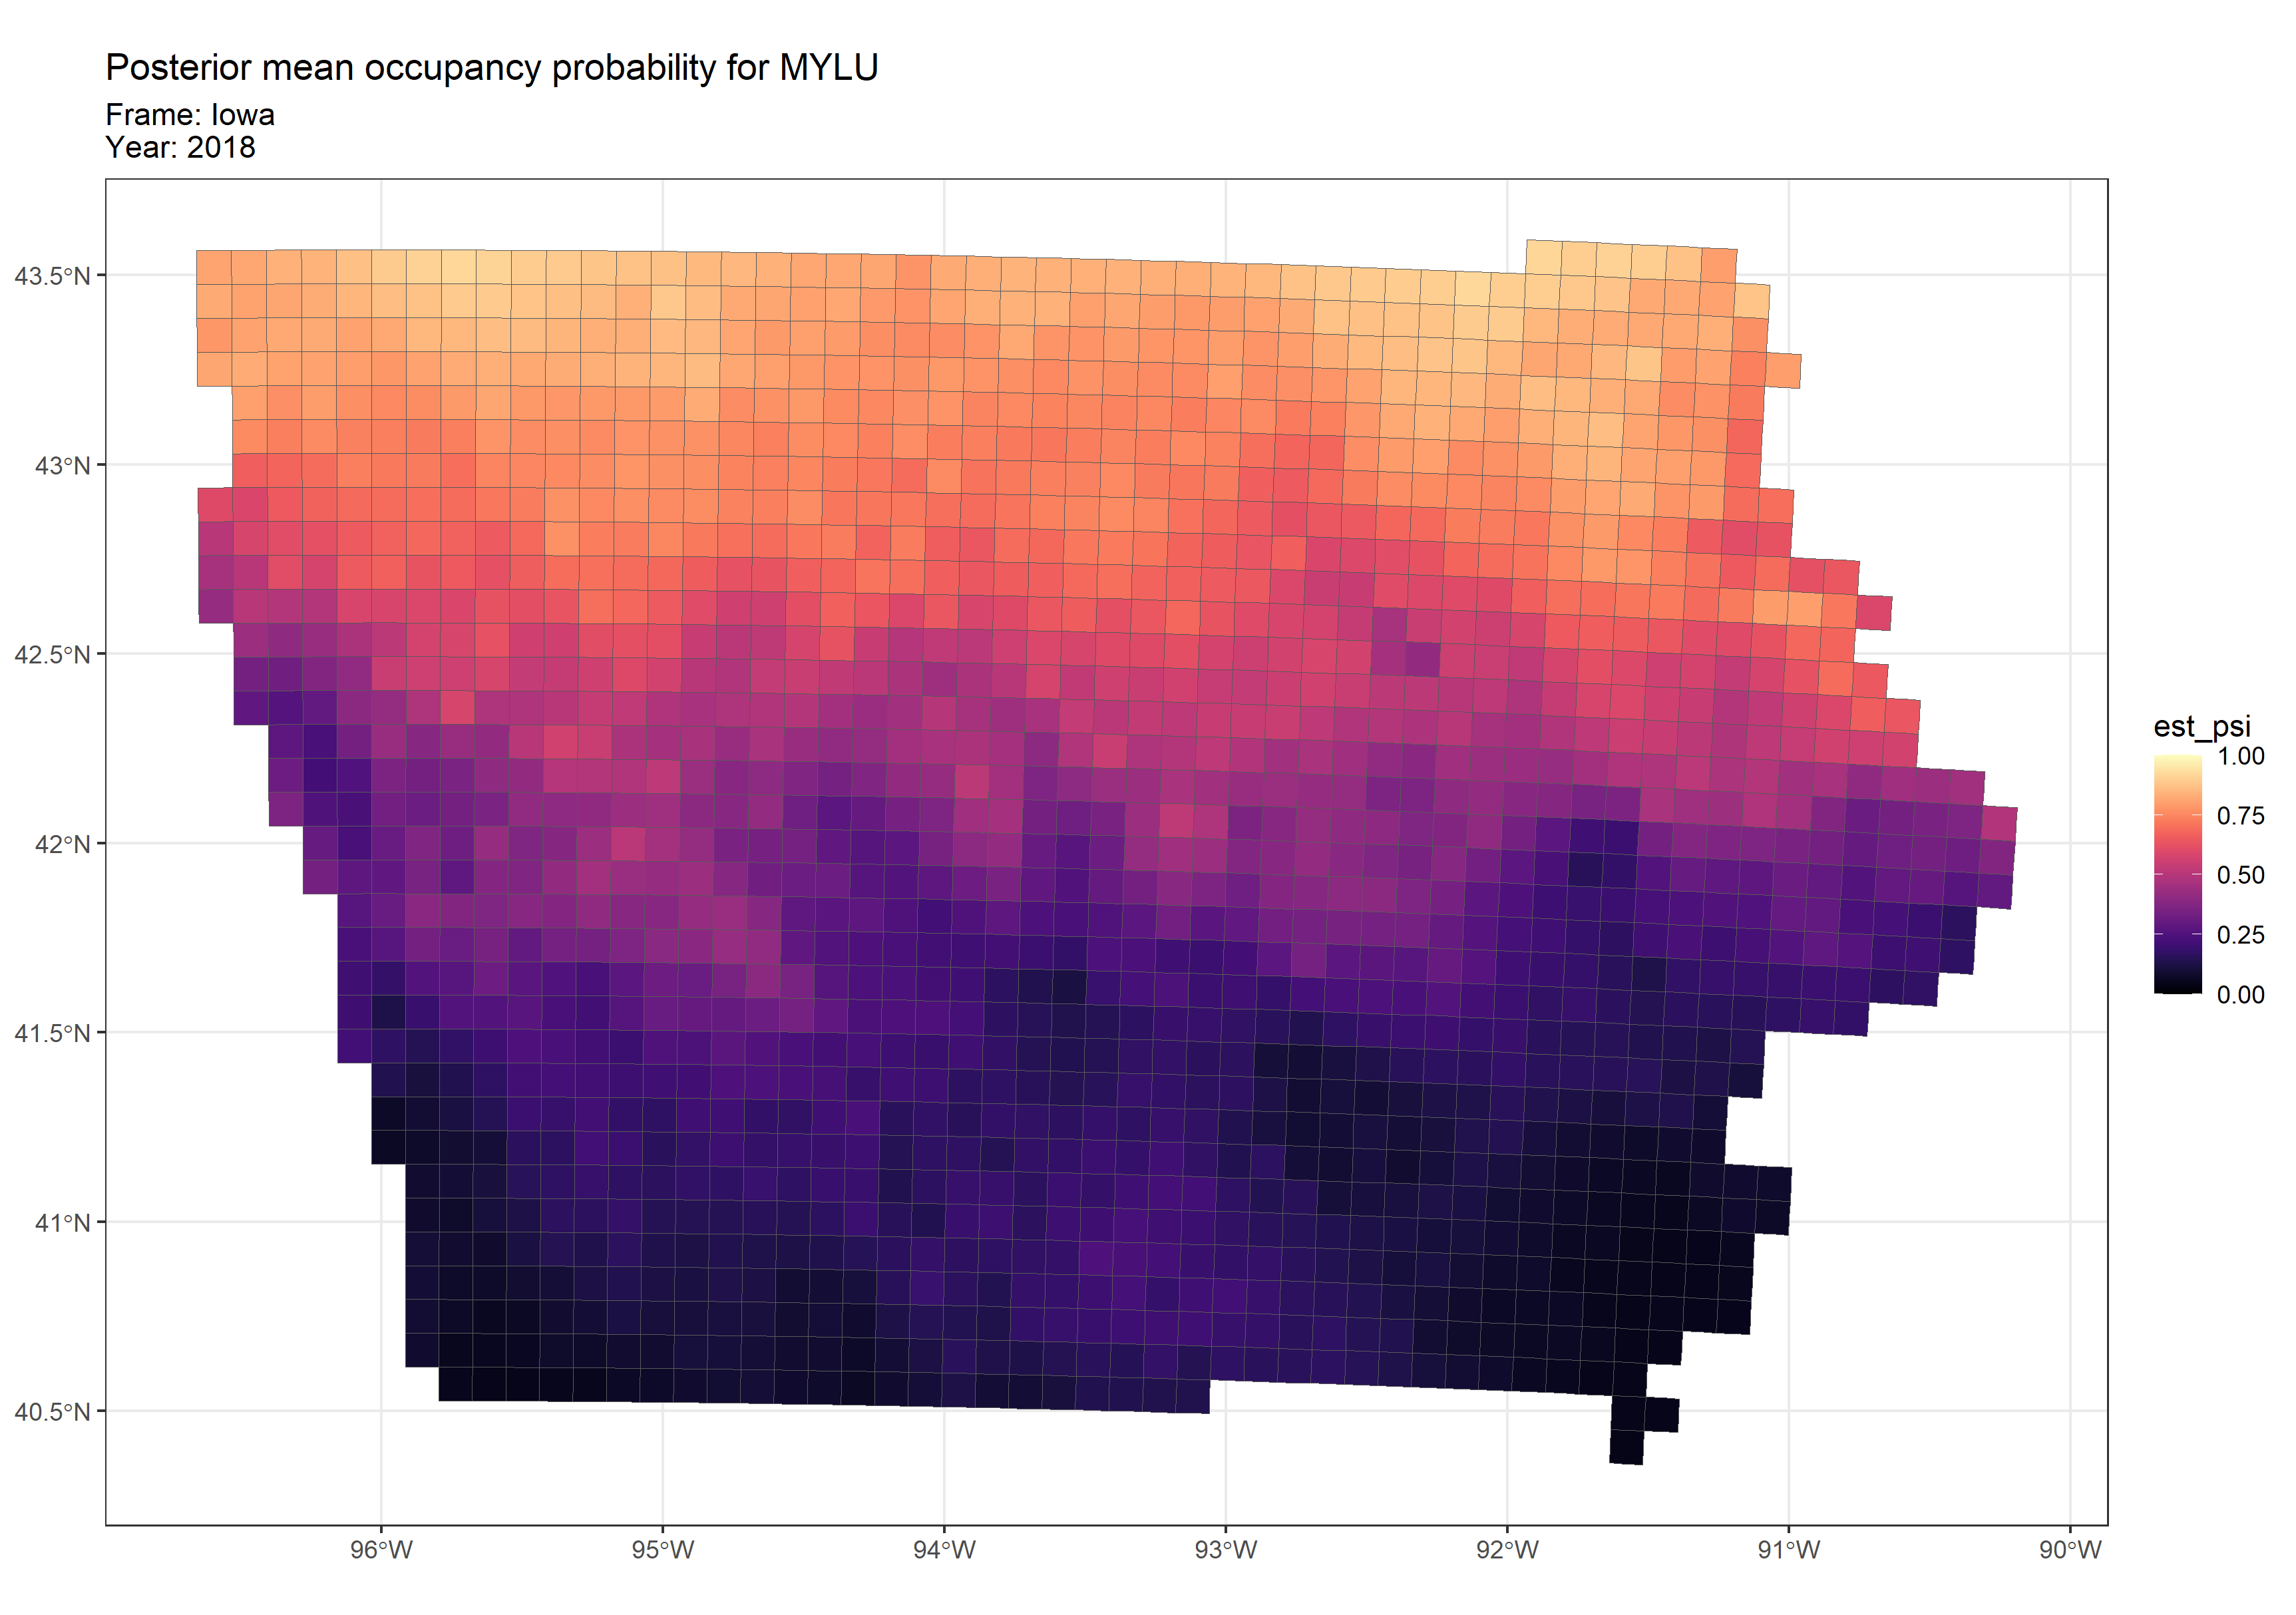 Posterior mean occupancy probability for MYLU
Frame: Iowa
Year: 2018
43.5°N
43°N
42.5°N
42°N
41.5°N
41°N
40.5°N
96°W
95°W
94°W
93°W
92°W
91°W
90°W
est_psi
1.00
0.75
0.50
0.25
0.00